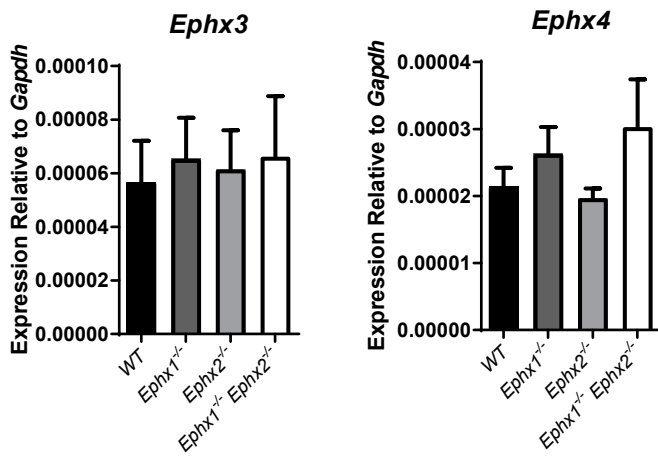 Ephx3
Expression Relative to Gapdh
0.00010
0.00008
0.00006
0.00004
0.00002
0.00000
WT
Ephx1-/-
Ephx2-/-
Ephx1-/- Ephx2-/-
Ephx4
Expression Relative to Gapdh
0.00004
0.00003
0.00002
0.00001
0.00000
WT
Ephx1-/-
Ephx2-/-
Ephx1-/- Ephx2-/-